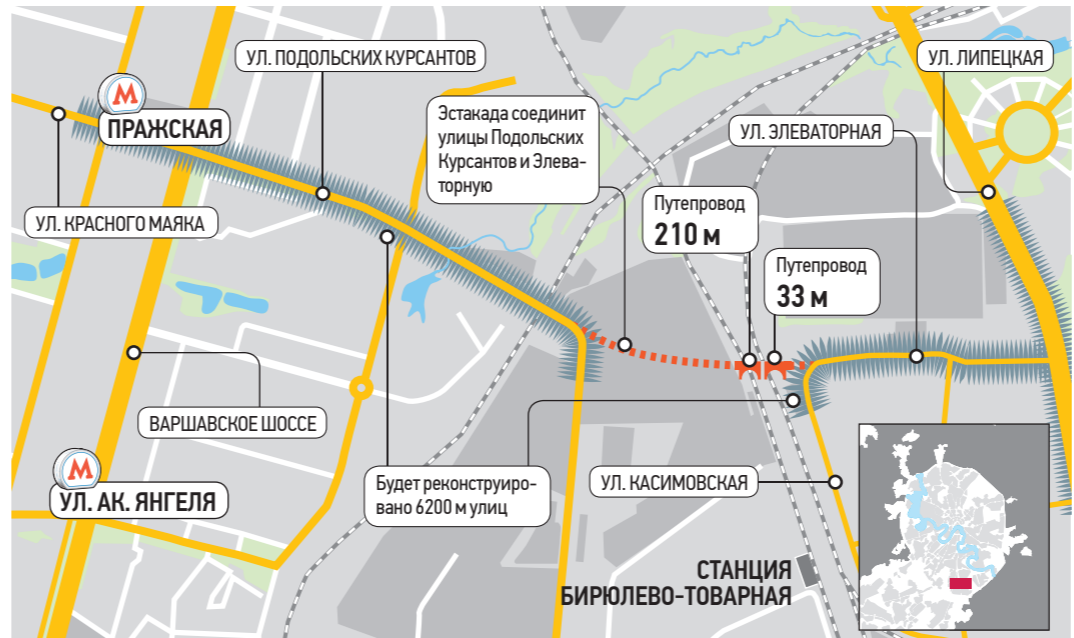 УЛ. ПОДОЛЬСКИХ КУРСАНТОВ
УЛ. ЛИПЕЦКАЯ
М
ПРАЖСКАЯ
Эстакада соединит
улицы Подольских
Курсантов и Элева-
торную
УЛ. ЭЛЕВАТОРНАЯ
УЛ. КРАСНОГО МАЯКА
Путепровод
210 м
Путепровод
33 м
ВАРШАВСКОЕ ШОССЕ
М
УЛ. АК. ЯНГЕЛЯ
Будет реконструиро-
вано 6200 м улиц
УЛ. КАСИМОВСКАЯ
СТАНЦИЯ
БИРЮЛЕВО-ТОВАРНАЯ